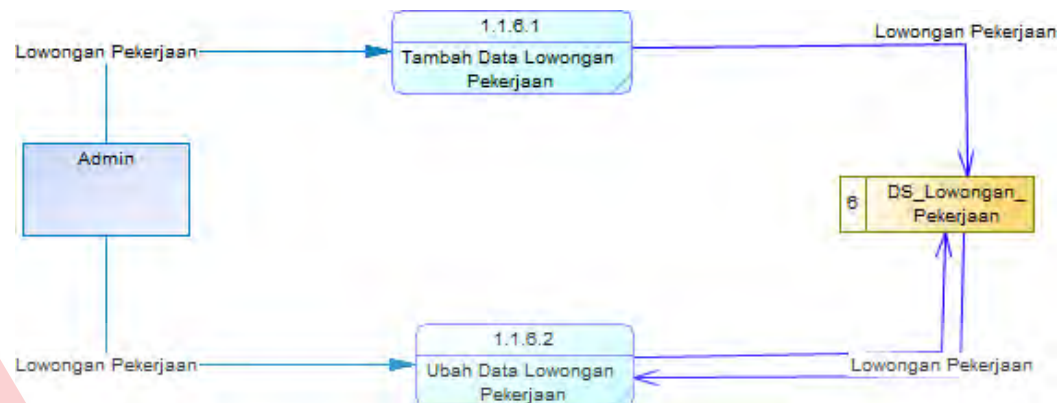 1.1.6.1
Lowongan Pekerjaan
Lowongan Pekerjaan
Tambah Data Lowongan
Pekerjaan
Admin
6
DS_Lowongan_
Pekerjaan
1.1.6.2
Lowongan Pekerjaan
Ubah Data Lowongan
Pekerjaan
Lowongan Pekerjaan